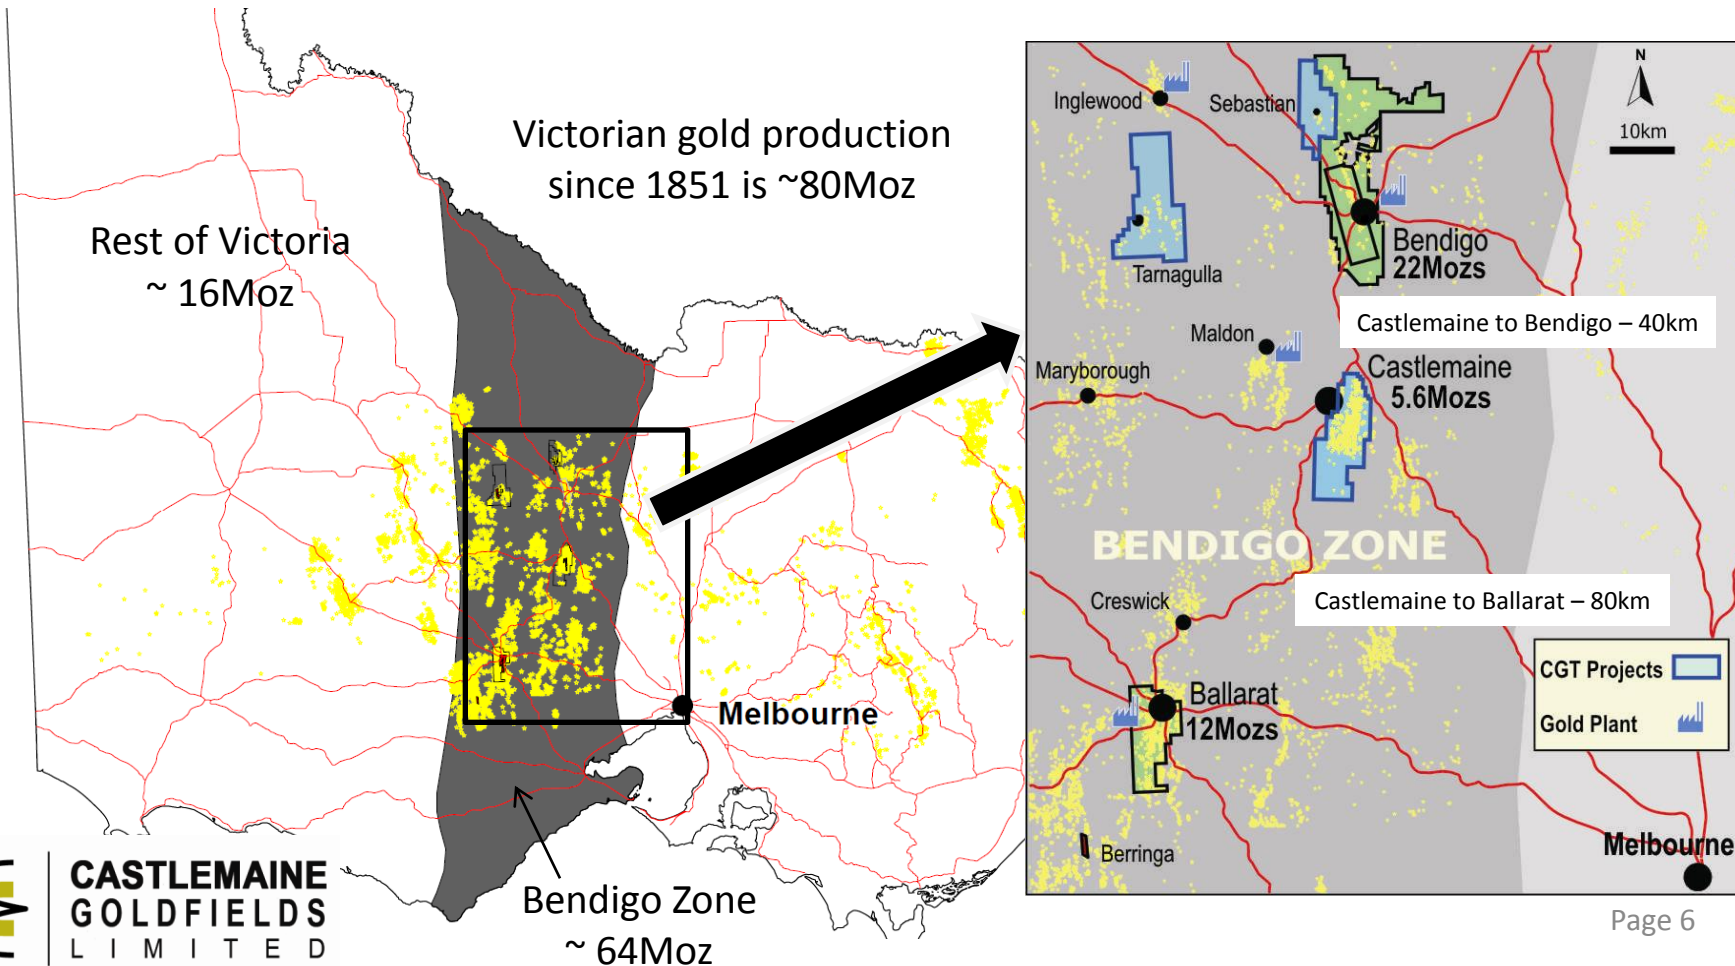 Victorian gold production
since 1851 is ~80Moz
Rest of Victoria
~ 16Moz
Melbourne
Bendigo Zone
~ 64Moz
CASTLEMAINE
GOLDFIELDS
LIMITED
N
10km
Inglewood
Sebastian
Tarnagulla
Bendigo
22Mozs
Castlemaine to Bendigo – 40km
Maldon
Maryborough
Castlemaine
5.6Mozs
BENDIGO ZONE
Creswick
Castlemaine to Ballarat – 80km
CGT Projects
Gold Plant
Ballarat
12Mozs
Berringa
Melbourne
Page 6